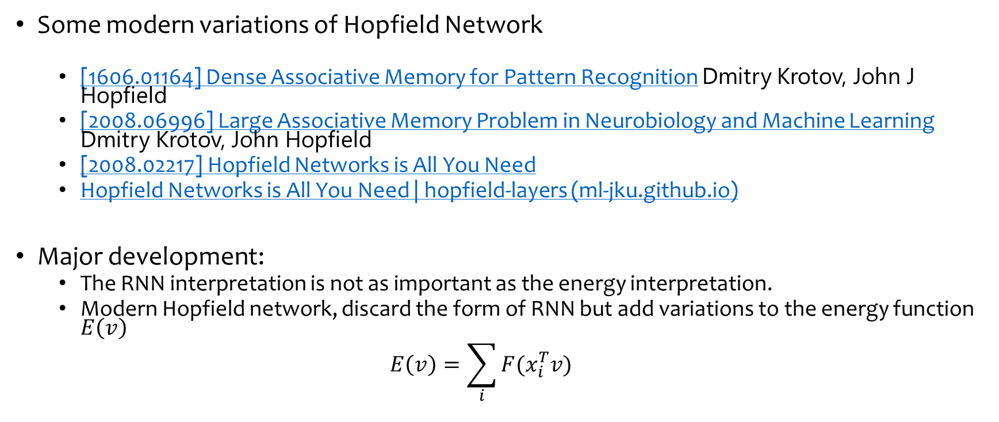 • Some modern variations of Hopfield Network
• [1606.01164] Dense Associative Memory for Pattern Recognition Dmitry Krotov, John J
Hopfield
• [2008.06996] Large Associative Memory Problem in Neurobiology and Machine Learning
Dmitry Krotov, John Hopfield
• [2008.02217] Hopfield Networks is All You Need
• Hopfield Networks is All You Need | hopfield-layers (ml-jku.github.io)
• Major development:
• The RNN interpretation is not as important as the energy interpretation.
• Modern Hopfield network, discard the form of RNN but add variations to the energy function
E(v)
E(v) = ∑_i F(x_i^T v)